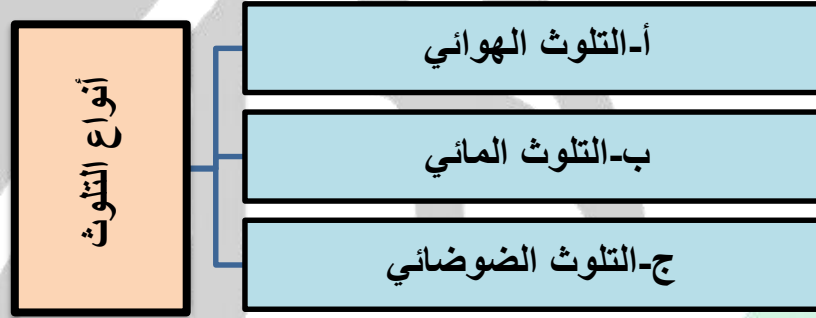 أنواع التلوث
أ-التلوث الهوائي
ب-التلوث المائي
ج-التلوث الضوضائي